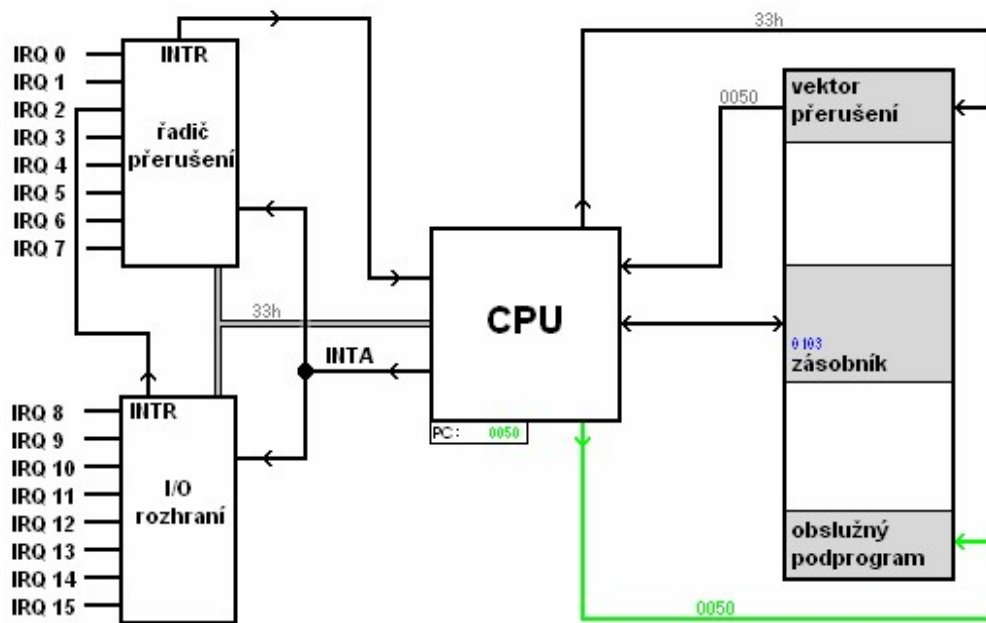 33h
IRQ 0
IRQ 1
IRQ 2
IRQ 3
IRQ 4
IRQ 5
IRQ 6
IRQ 7
INTR
řadič
přerušení
0050
vektor
přerušení
33h
CPU
INTA
0103
zásobník
PC: 0050
IRQ 8
IRQ 9
IRQ 10
IRQ 11
IRQ 12
IRQ 13
IRQ 14
IRQ 15
INTR
I/O
rozhraní
obslužný
podprogram
0050